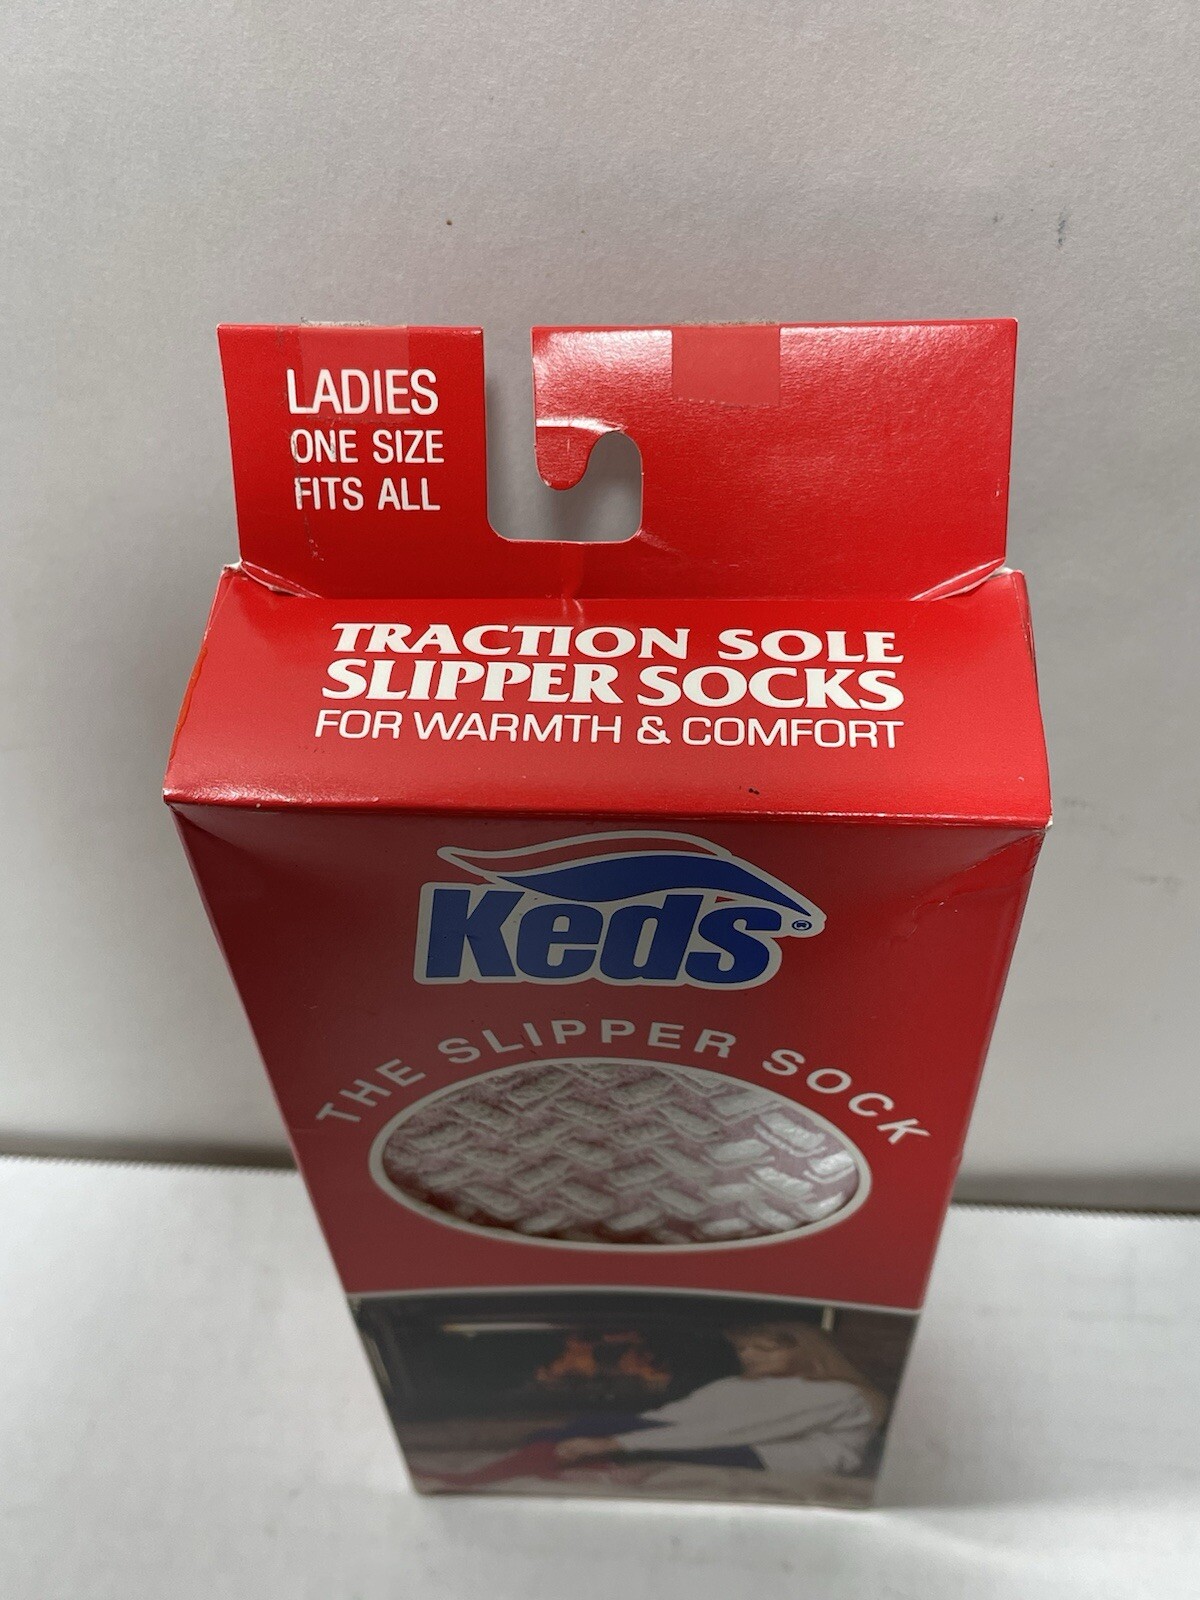 LADIES
ONE SIZE
FITS ALL
TRACTION SOLE
SLIPPER SOCKS
FOR WARMTH & COMFORT
Keds®
THE SLIPPER SOCK